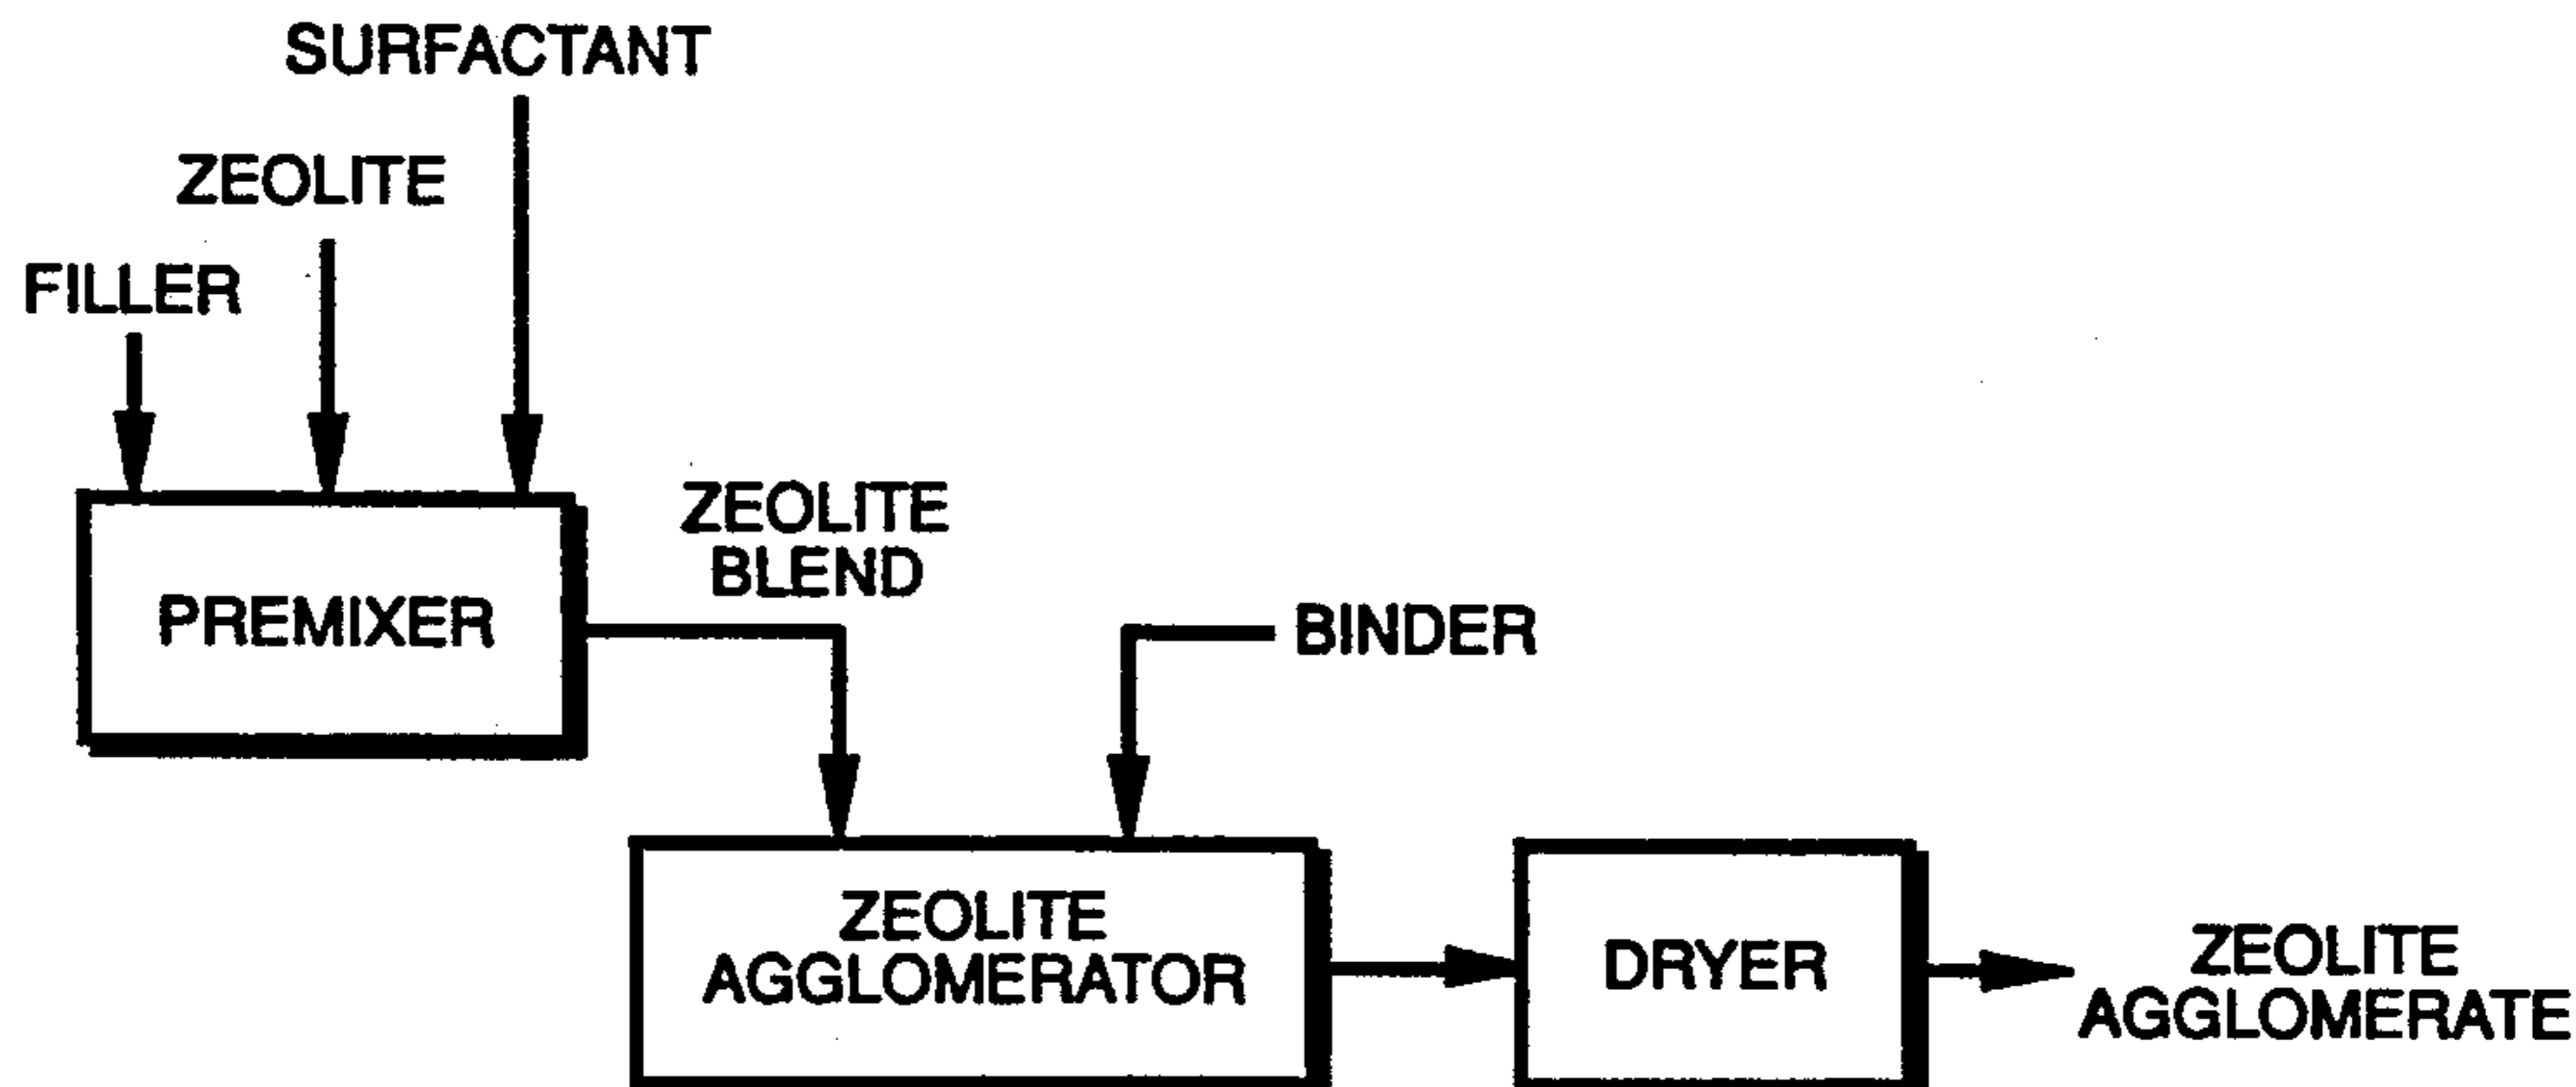 SURFACTANT
ZEOLITE
FILLER
ZEOLITE
BLEND
PREMIXER
BINDER
ZEOLITE
AGGLOMERATOR
DRYER
ZEOLITE
AGGLOMERATE